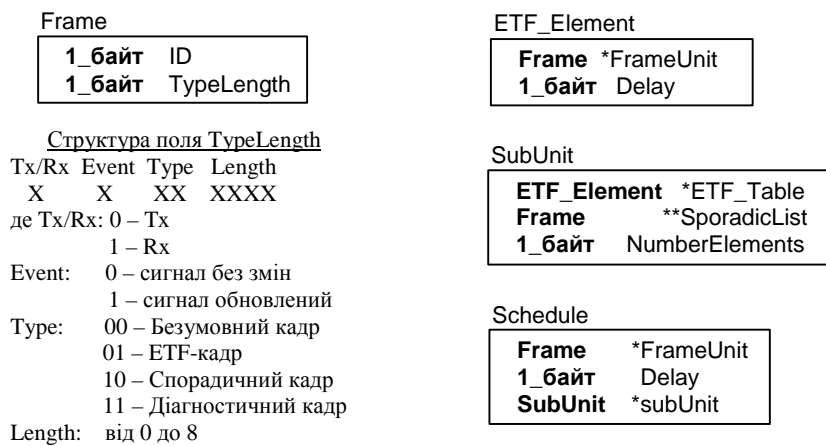 Frame
1_байт ID
1_байт TypeLength
Структура поля TypeLength
Tx/Rx Event Type Length
X X XX XXXX
де Tx/Rx: 0 – Tx
1 – Rx
Event: 0 – сигнал без змін
1 – сигнал обновлений
Type: 00 – Безумовний кадр
01 – ETF-кадр
10 – Спорадичний кадр
11 – Діагностичний кадр
Length: від 0 до 8
ETF_Element
Frame *FrameUnit
1_байт Delay
SubUnit
ETF_Element *ETF_Table
Frame **SporadicList
1_байт NumberElements
Schedule
Frame *FrameUnit
1_байт Delay
SubUnit *subUnit